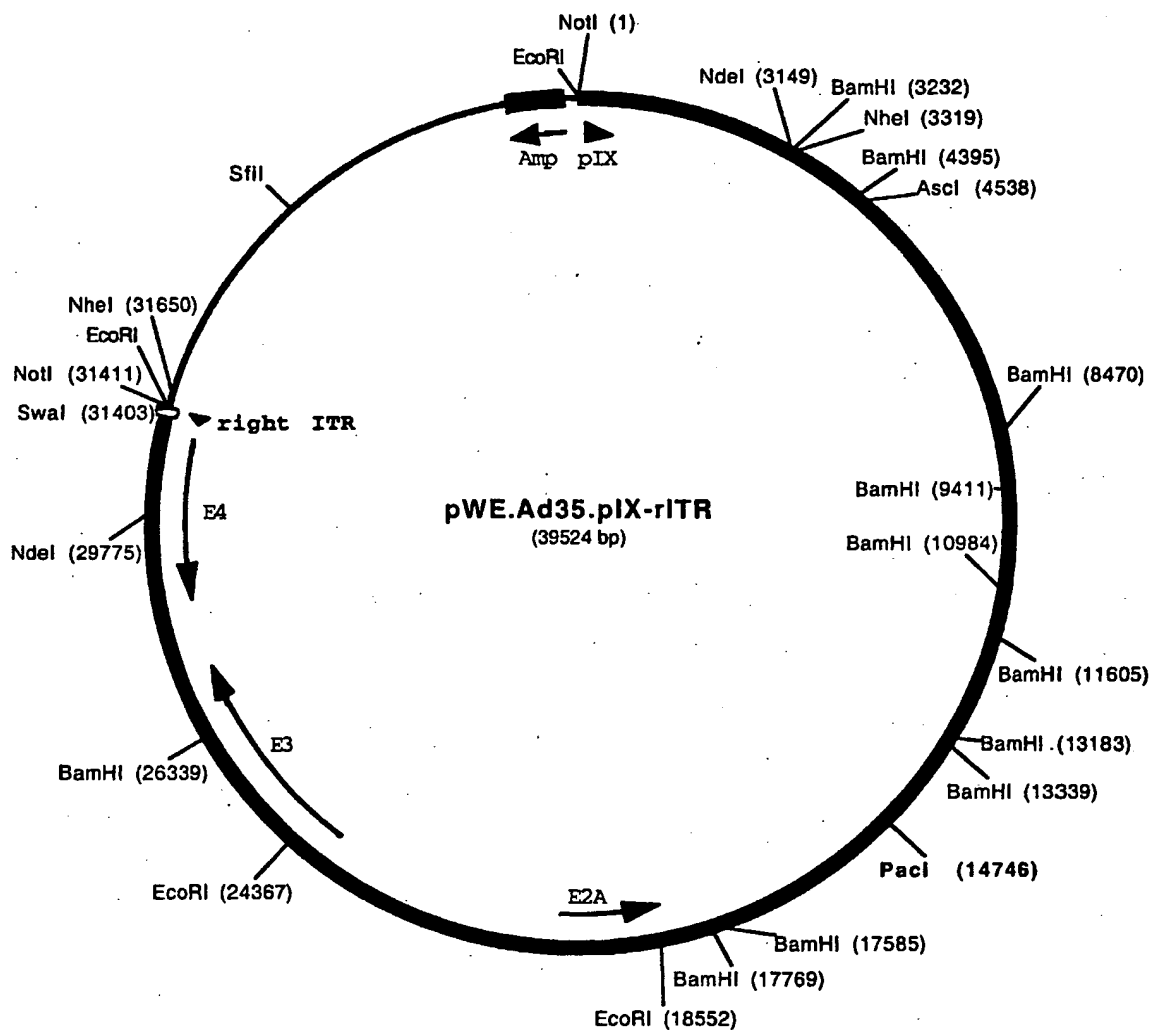 NotI (1)
EcoRI
NdeI (3149)
BamHI (3232)
NheI (3319)
BamHI (4395)
AscI (4538)
Amp pIX
SfiI
NheI (31650)
EcoRI
NotI (31411)
SwaI (31403)
right ITR
BamHI (8470)
BamHI (9411)
pWE.Ad35.pIX-rITR
(39524 bp)
E4
NdeI (29775)
BamHI (10984)
BamHI (11605)
E3
BamHI (26339)
BamHI .(13183)
BamHI (13339)
PacI (14746)
EcoRI (24367)
E2A
BamHI (17585)
BamHI (17769)
EcoRI (18552)